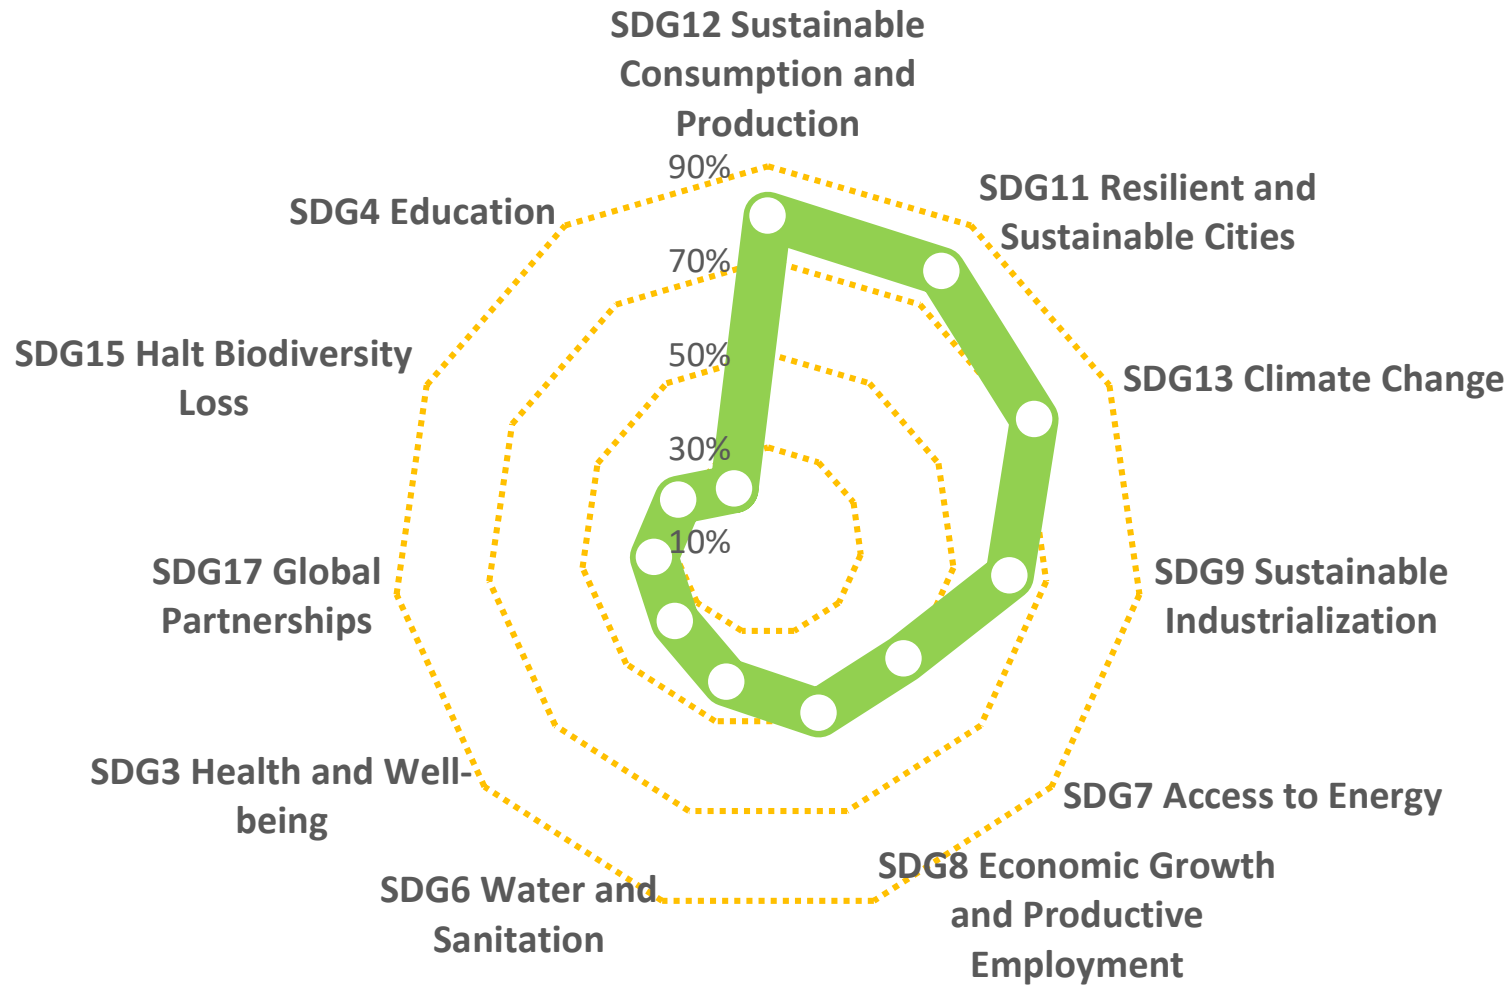 SDG12 Sustainable
Consumption and
Production
90%
70%
50%
30%
10%
SDG11 Resilient and
Sustainable Cities
SDG13 Climate Change
SDG9 Sustainable
Industrialization
SDG7 Access to Energy
SDG8 Economic Growth
and Productive
Employment
SDG6 Water and
Sanitation
SDG3 Health and Well-
being
SDG17 Global
Partnerships
SDG15 Halt Biodiversity
Loss
SDG4 Education